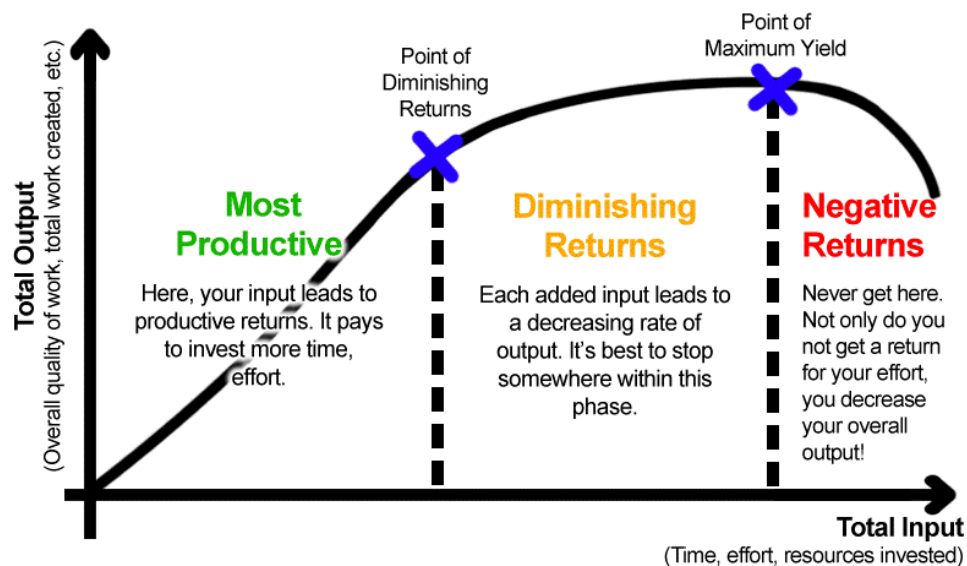 Total Output
(Overall quality of work, total work created, etc.)
Point of
Diminishing
Returns
Point of
Maximum Yield
Most
Productive
Here, your input leads to
productive returns. It pays
to invest more time,
effort.
Diminishing
Returns
Each added input leads to
a decreasing rate of
output. It's best to stop
somewhere within this
phase.
Negative
Returns
Never get here.
Not only do you
not get a return
for your effort,
you decrease
your overall
output!
Total Input
(Time, effort, resources invested)